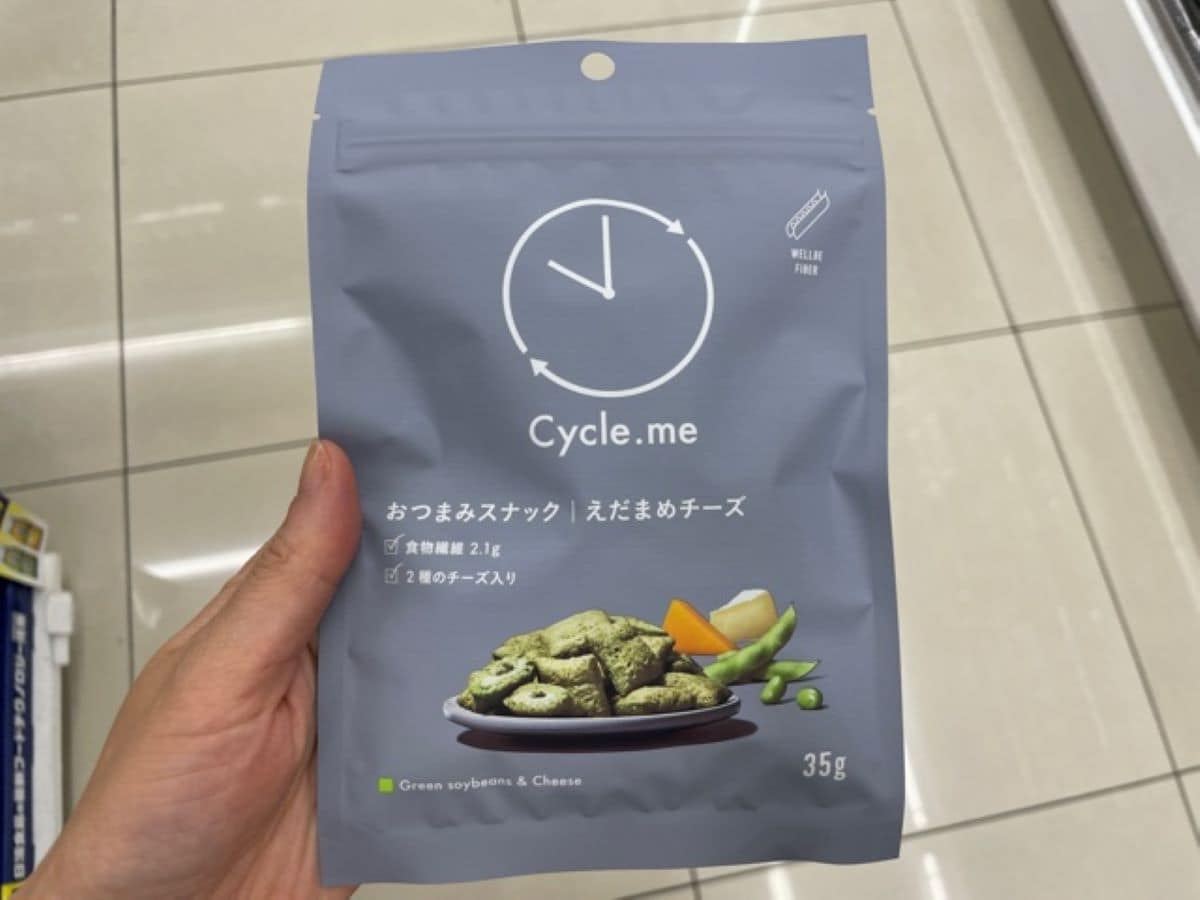 WELLBE
FIBER
Cycle.me
おつまみスナック｜えだまめチーズ
食物繊維 2.1g
2種のチーズ入り
35g
Green soybeans & Cheese